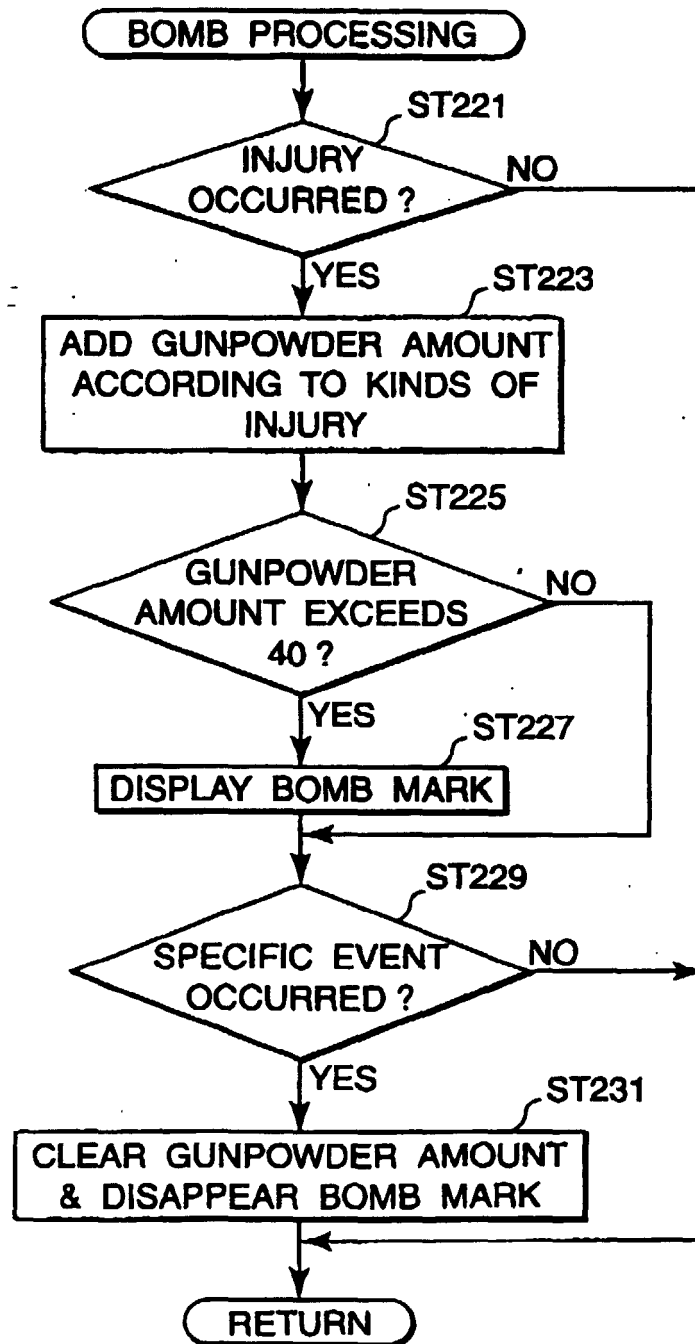 BOMB PROCESSING
ST221
INJURY
OCCURRED ?
NO
YES
ST223
ADD GUNPOWDER AMOUNT
ACCORDING TO KINDS OF
INJURY
ST225
GUNPOWDER
AMOUNT EXCEEDS
40 ?
NO
YES
ST227
DISPLAY BOMB MARK
ST229
SPECIFIC EVENT
OCCURRED ?
NO
YES
ST231
CLEAR GUNPOWDER AMOUNT
& DISAPPEAR BOMB MARK
RETURN